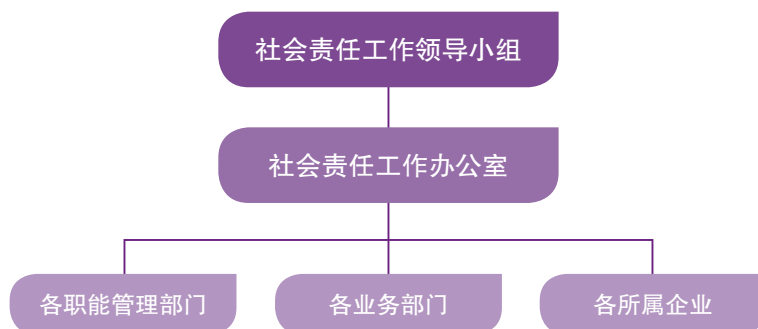 社会责任工作领导小组
社会责任工作办公室
各职能管理部门
各业务部门
各所属企业